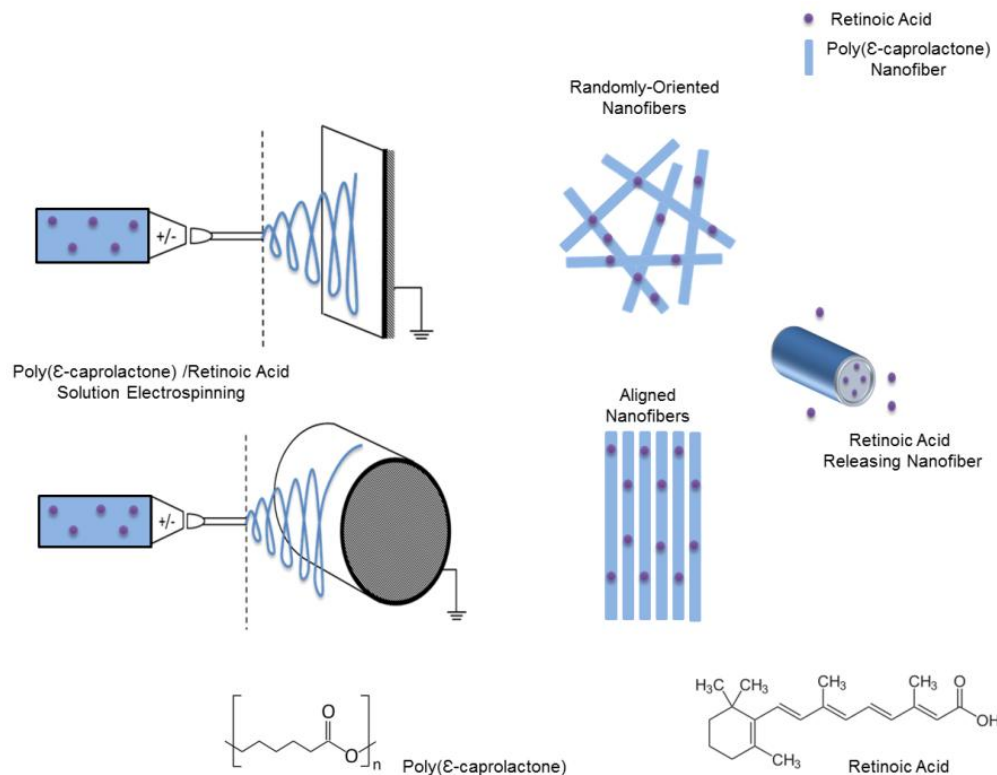 Retinoic Acid
Poly(Ɛ-caprolactone)
Nanofiber
Randomly-Oriented
Nanofibers
+/-
Poly(Ɛ-caprolactone) /Retinoic Acid
Solution Electrospinning
Aligned
Nanofibers
Retinoic Acid
Releasing Nanofiber
+/-
O
O
n
Poly(Ɛ-caprolactone)
H₃C
CH₃
CH₃
CH₃
O
OH
CH₃
Retinoic Acid